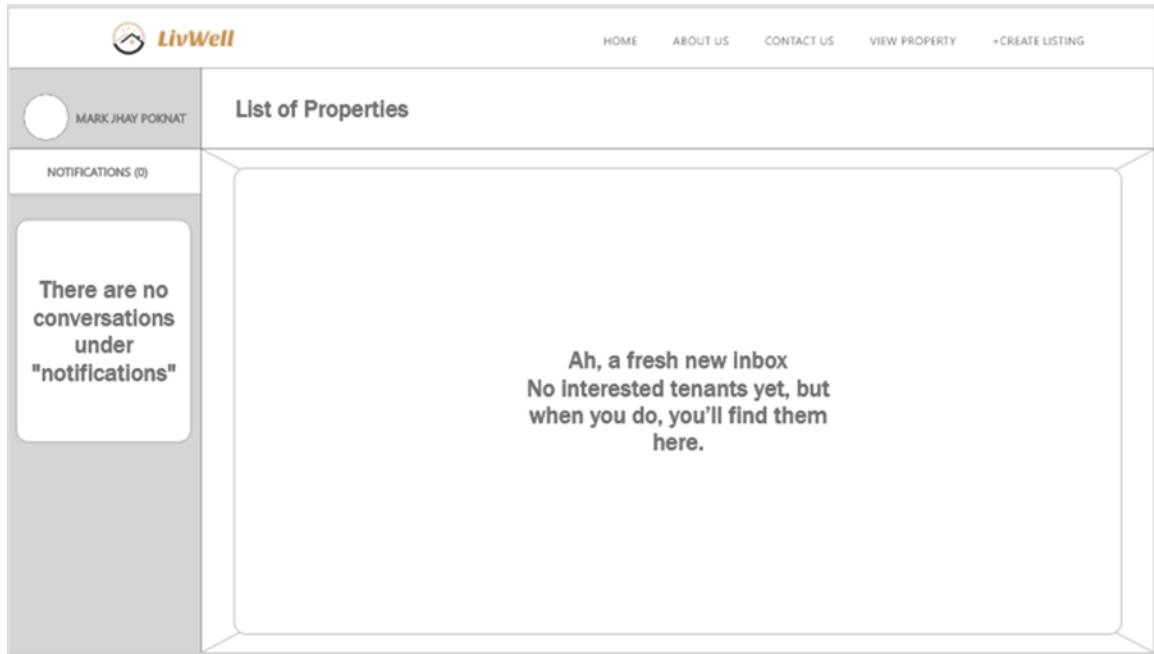 LivWell
HOME ABOUT US CONTACT US VIEW PROPERTY +CREATE LISTING
MARK JHAY POKNAT
List of Properties
NOTIFICATIONS (0)
There are no
conversations
under
"notifications"
Ah, a fresh new inbox
No interested tenants yet, but
when you do, you’ll find them
here.